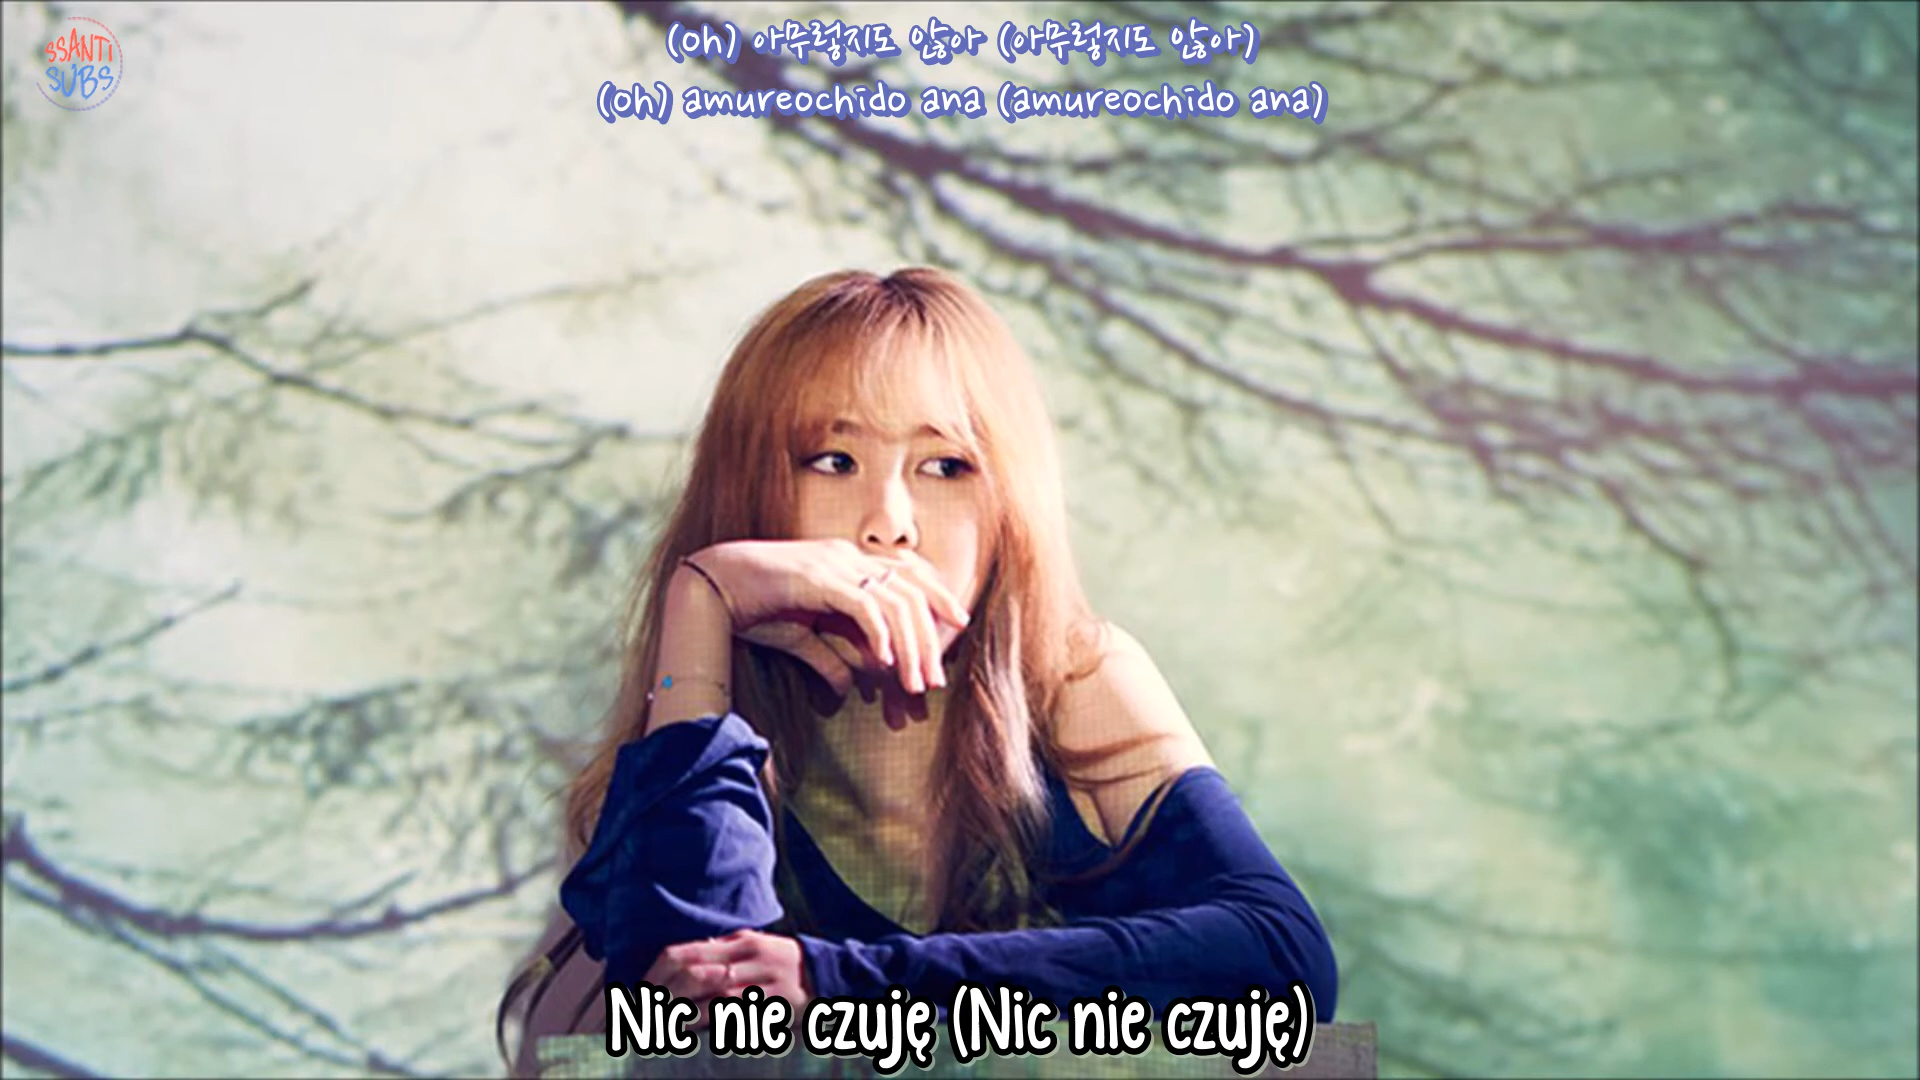 SSANTI
SUBS
(oh) 아무렇지도 않아 (아무렇지도 않아)
(oh) amureochido ana (amureochido ana)
Nic nie czuję (Nic nie czuję)